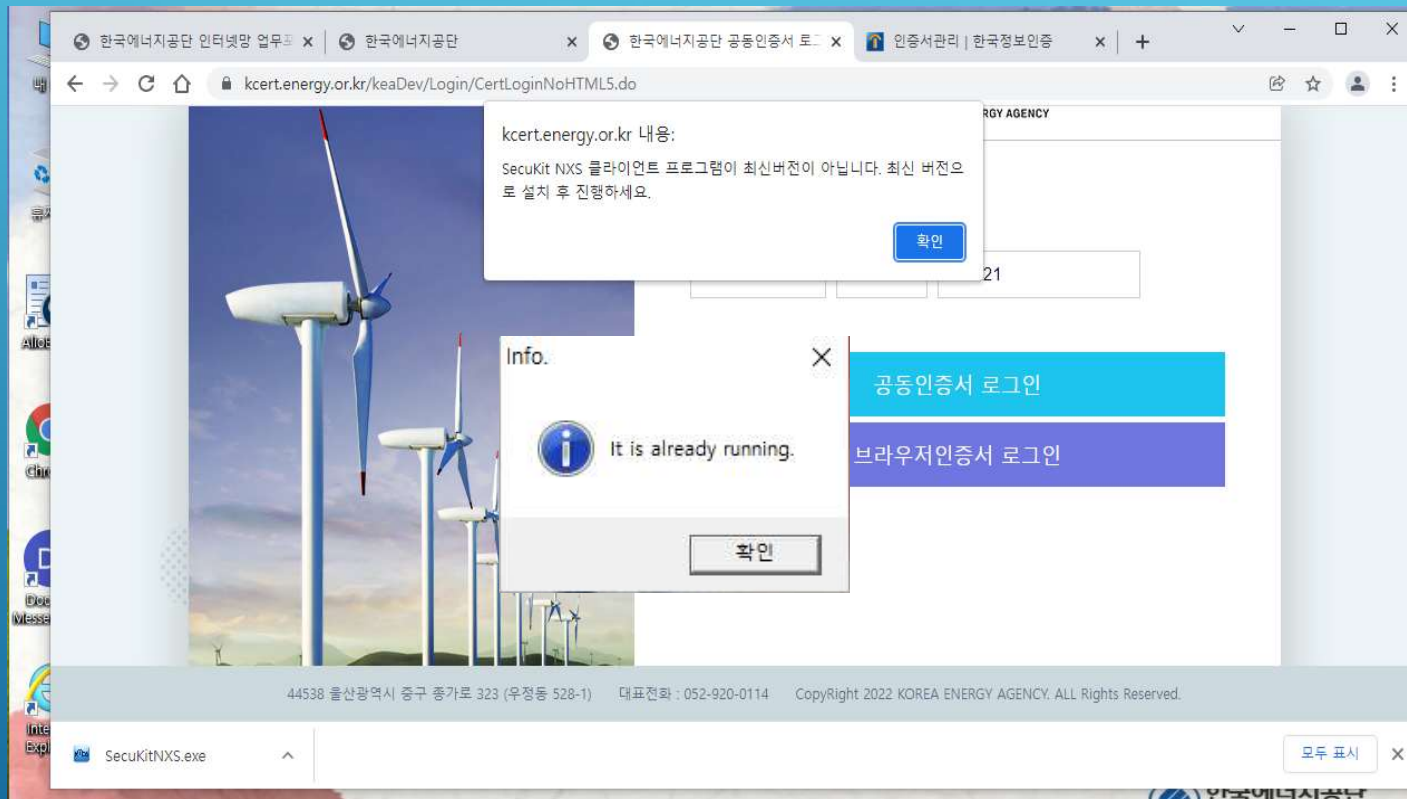 한국에너지공단 인터넷망 업무
한국에너지공단
한국에너지공단 공동인증서 로
인증서관리 | 한국정보인증
kcert.energy.or.kr/keaDev/Login/CertLoginNoHTML5.do
RGY AGENCY
kcert.energy.or.kr 내용:
SecuKit NXS 클라이언트 프로그램이 최신버전이 아닙니다. 최신 버전으
로 설치 후 진행하세요.
확인
21
Info.
It is already running.
확인
공동인증서 로그인
브라우저인증서 로그인
44538 울산광역시 중구 종가로 323 (우정동 528-1) 대표전화 : 052-920-0114 CopyRight 2022 KOREA ENERGY AGENCY. ALL Rights Reserved.
SecuKitNXS.exe
모두 표시
한국에너지공단